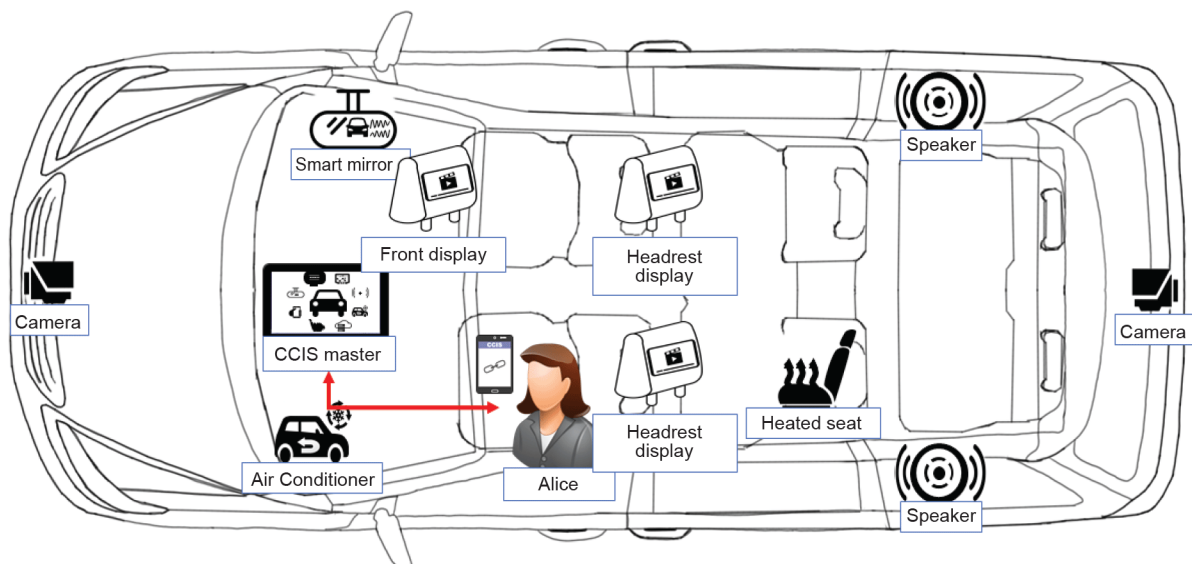 Speaker
Smart mirror
Front display
Headrest
display
Camera
Camera
CCIS master
CCIS
Heated seat
Headrest
display
Air Conditioner
Alice
Speaker